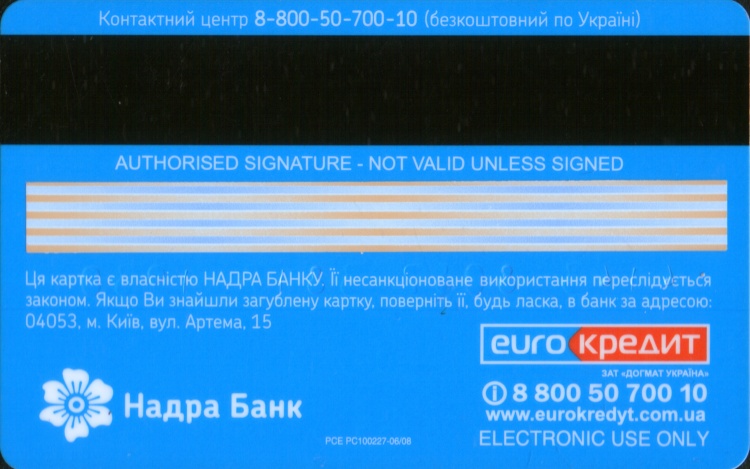 Контактний центр 8-800-50-700-10 (безкоштовний по Україні)
AUTHORISED SIGNATURE - NOT VALID UNLESS SIGNED
Ця картка є власністю НАДРА БАНКУ. Її несанкціоноване використання переслідується
законом. Якщо Ви знайшли загублену картку, поверніть її, будь ласка, в банк за адресою:
04053, м. Київ, вул. Артема, 15
euro кредит
ЗАТ «ДОГМАТ УКРАЇНА»
8 800 50 700 10
www.eurokredyt.com.ua
Надра Банк
PCE PC100227-06/08
ELECTRONIC USE ONLY